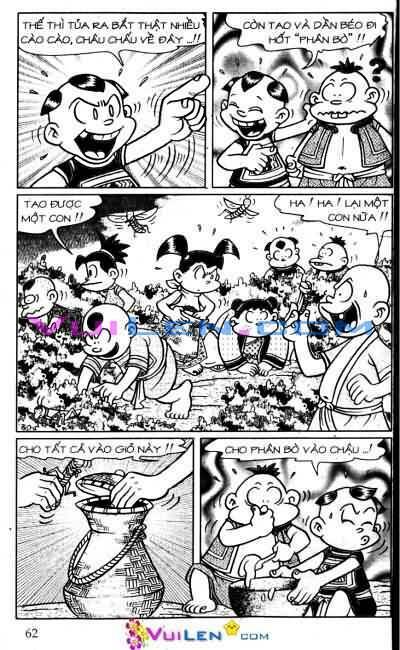 THẾ THÌ TỦA RA BẮT THẬT NHIỀU
CÀO CÀO, CHÂU CHẤU VỀ ĐÂY ..!!
CÒN TAO VÀ DẦN BÉO ĐI
HỐT "PHÂN BÒ" !!
?
TAO ĐƯỢC
MỘT CON !!
HA ! HA ! LẠI MỘT
CON NỮA !!
VUILEN.COM
CHO TẤT CẢ VÀO GIỎ NÀY !!
CHO PHÂN BÒ VÀO CHẬU ...!
62
VUILEN.COM